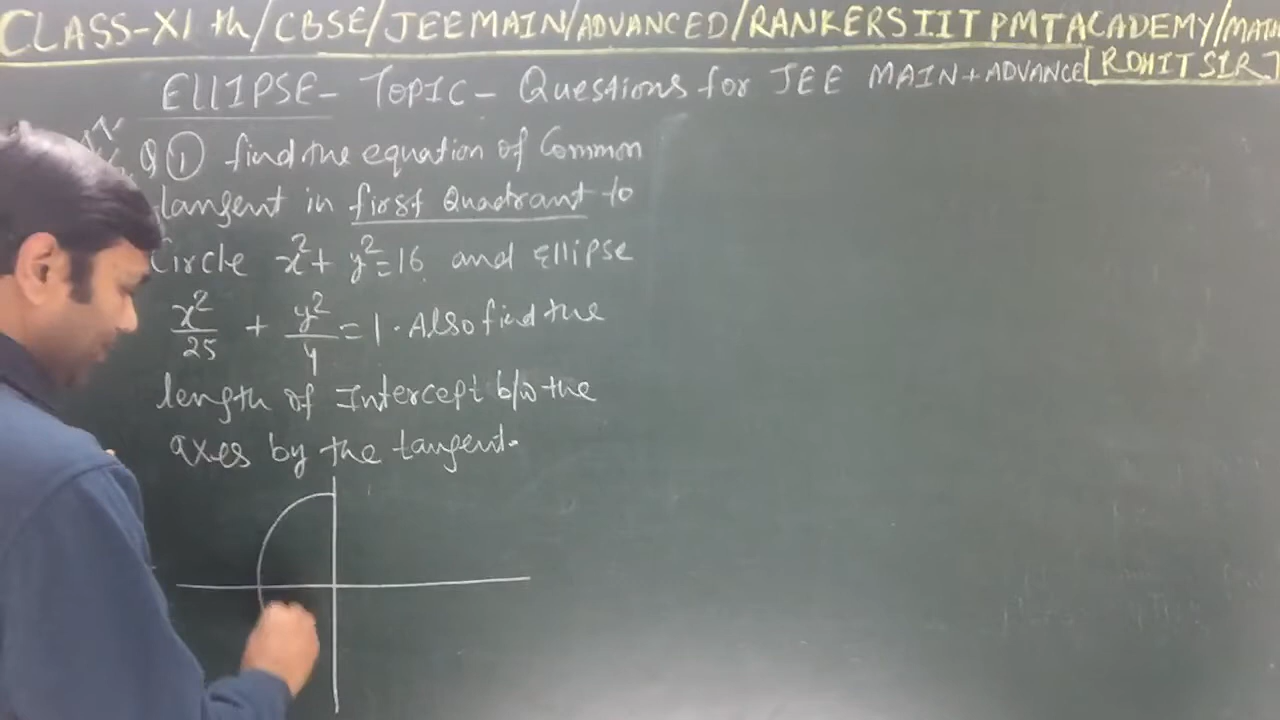 CLASS-XI th/CBSE/JEE MAIN/ADVANCED/RANKERS IIT PMT ACADEMY/MATH
[ROHIT SIR]
ELLIPSE- TOPIC- Questions for JEE MAIN+ADVANCE
Q① find the equation of Common
tangent in first Quadrant to
Circle x²+ y²=16 and Ellipse
x²/25 + y²/4 = 1. Also find the
length of Intercept b/w the
axes by the tangent.